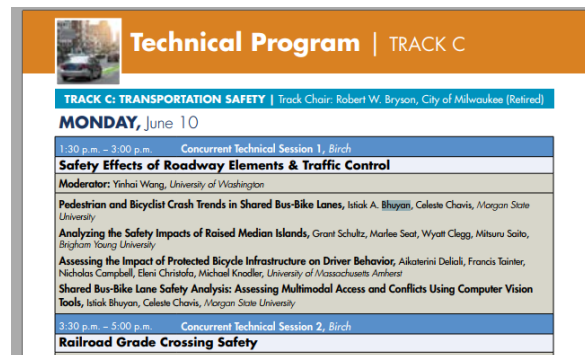 Technical Program | TRACK C
TRACK C: TRANSPORTATION SAFETY | Track Chair: Robert W. Bryson, City of Milwaukee (Retired)
MONDAY, June 10
1:30 p.m. – 3:00 p.m. Concurrent Technical Session 1, Birch
Safety Effects of Roadway Elements & Traffic Control
Moderator: Yinhai Wang, University of Washington
Pedestrian and Bicyclist Crash Trends in Shared Bus-Bike Lanes, Istiak A. Bhuyan, Celeste Chavis, Morgan State
University
Analyzing the Safety Impacts of Raised Median Islands, Grant Schultz, Marlee Seat, Wyatt Clegg, Mitsuru Saito,
Brigham Young University
Assessing the Impact of Protected Bicycle Infrastructure on Driver Behavior, Aikaterini Deliali, Francis Tainter,
Nicholas Campbell, Eleni Christofa, Michael Knodler, University of Massachusetts Amherst
Shared Bus-Bike Lane Safety Analysis: Assessing Multimodal Access and Conflicts Using Computer Vision
Tools, Istiak Bhuyan, Celeste Chavis, Morgan State University
3:30 p.m. – 5:00 p.m. Concurrent Technical Session 2, Birch
Railroad Grade Crossing Safety